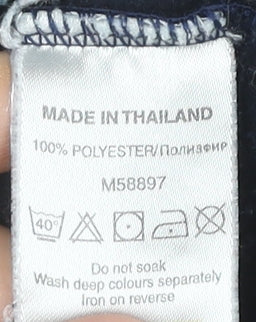 MADE IN THAILAND
100% POLYESTER/Полиэфир
M58897
40°
Do not soak
Wash deep colours separately
Iron on reverse